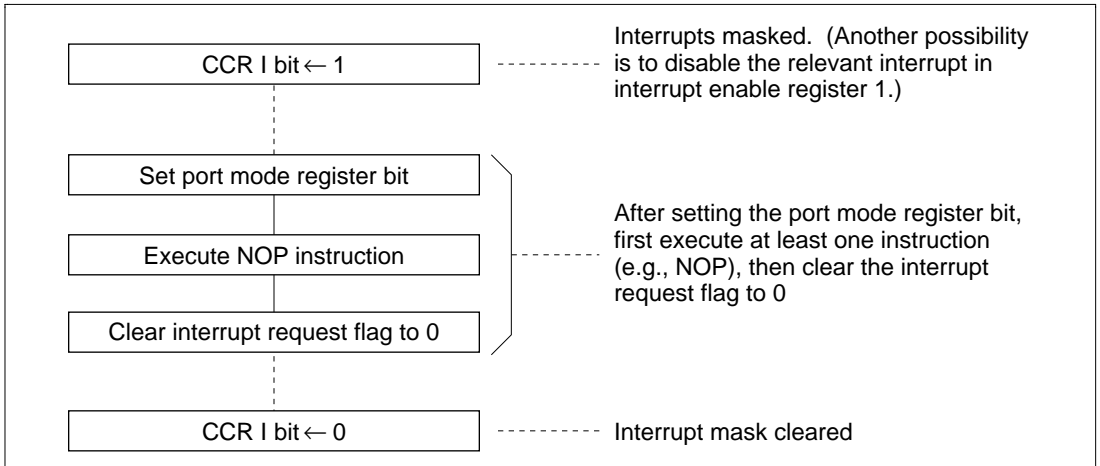 CCR I bit ← 1
Interrupts masked. (Another possibility
is to disable the relevant interrupt in
interrupt enable register 1.)
Set port mode register bit
Execute NOP instruction
Clear interrupt request flag to 0
After setting the port mode register bit,
first execute at least one instruction
(e.g., NOP), then clear the interrupt
request flag to 0
CCR I bit ← 0
Interrupt mask cleared